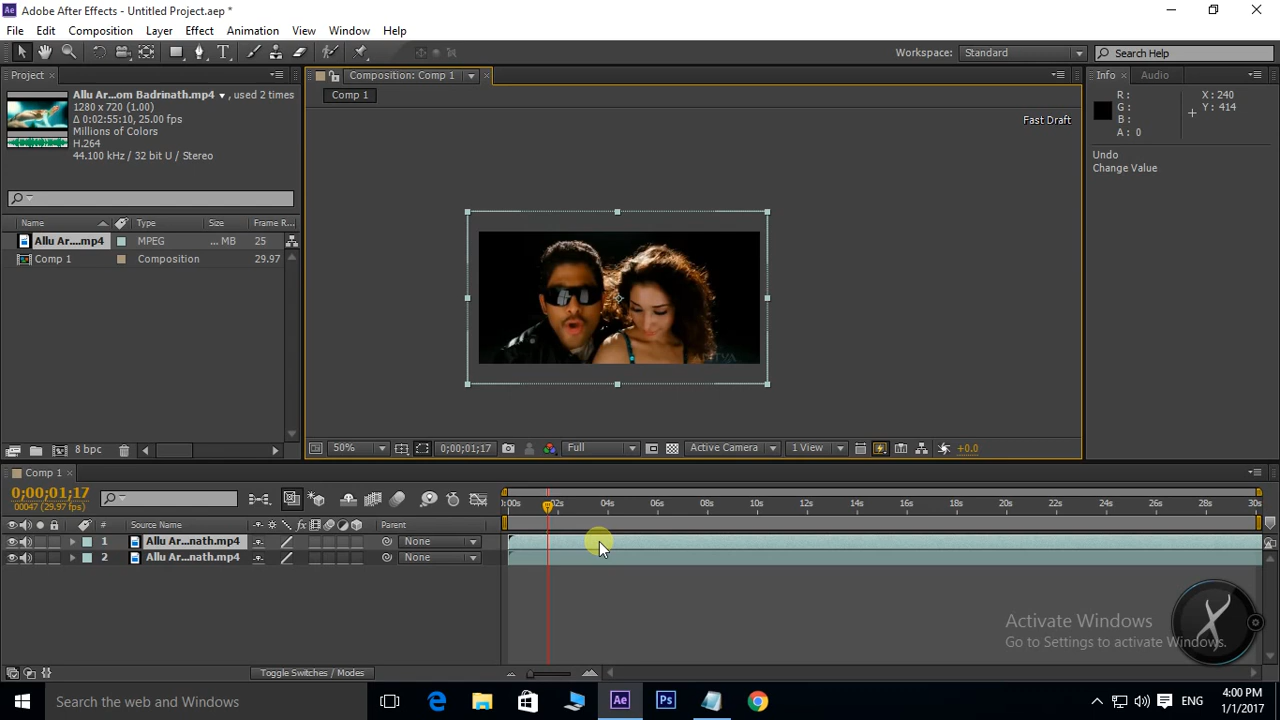 Adobe After Effects - Untitled Project.aep *
File Edit Composition Layer Effect Animation View Window Help
Workspace: Standard Search Help
Project
Allu Ar...om Badrinath.mp4 , used 2 times
1280 x 720 (1.00)
Δ 0:02:55:10, 25.00 fps
Millions of Colors
H.264
44.100 kHz / 32 bit U / Stereo
Name Type Size Frame R...
Allu Ar....mp4 MPEG ... MB 25
Comp 1 Composition 29.97
8 bpc
Composition: Comp 1
Comp 1
Fast Draft
50% 0;00;01;17 Full Active Camera 1 View +0.0
Info Audio
R: X: 240
G: Y: 414
B:
A: 0
Undo
Change Value
Comp 1
0;00;01;17
00047 (29.97 fps)
:00s 02s 04s 06s 08s 10s 12s 14s 16s 18s 20s 22s 24s 26s 28s 30s
# Source Name Parent
1 Allu Ar...nath.mp4 None
2 Allu Ar...nath.mp4 None
Activate Windows
Go to Settings to activate Windows.
Toggle Switches / Modes
Search the web and Windows
Ae Ps
ENG
4:00 PM
1/1/2017